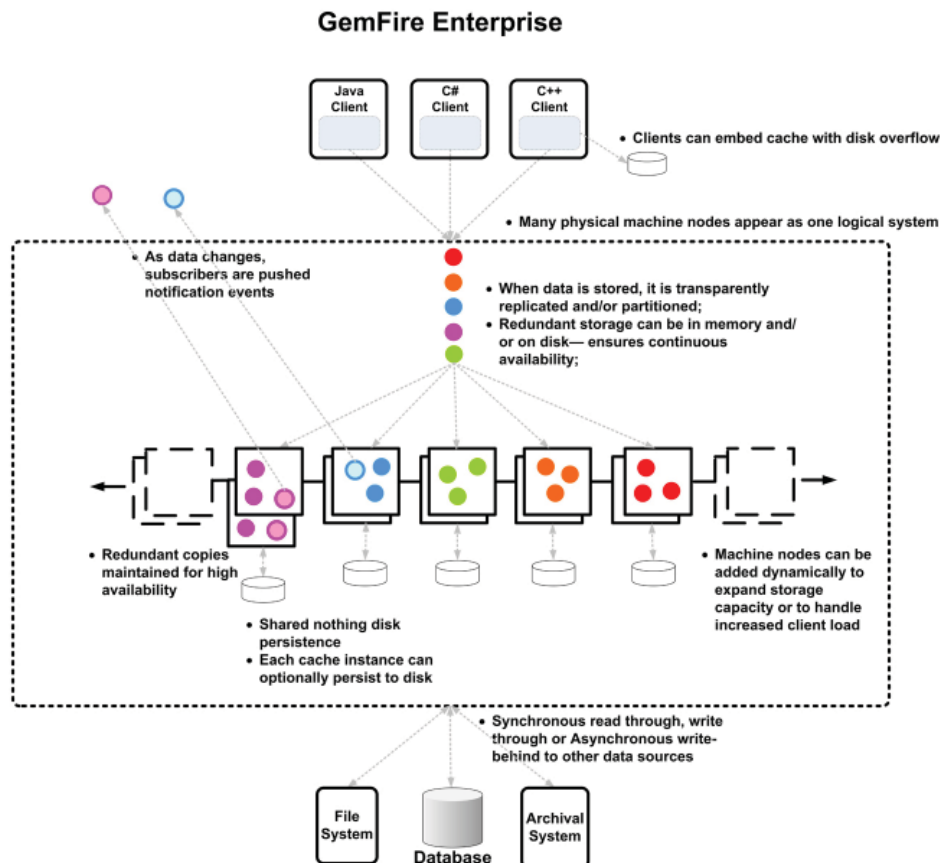 GemFire Enterprise
Java
Client
C#
Client
C++
Client
• Clients can embed cache with disk overflow
• Many physical machine nodes appear as one logical system
• As data changes,
subscribers are pushed
notification events
• When data is stored, it is transparently
replicated and/or partitioned;
• Redundant storage can be in memory and/
or on disk— ensures continuous
availability;
• Redundant copies
maintained for high
availability
• Machine nodes can be
added dynamically to
expand storage
capacity or to handle
increased client load
• Shared nothing disk
persistence
• Each cache instance can
optionally persist to disk
• Synchronous read through, write
through or Asynchronous write-
behind to other data sources
File
System
Database
Archival
System